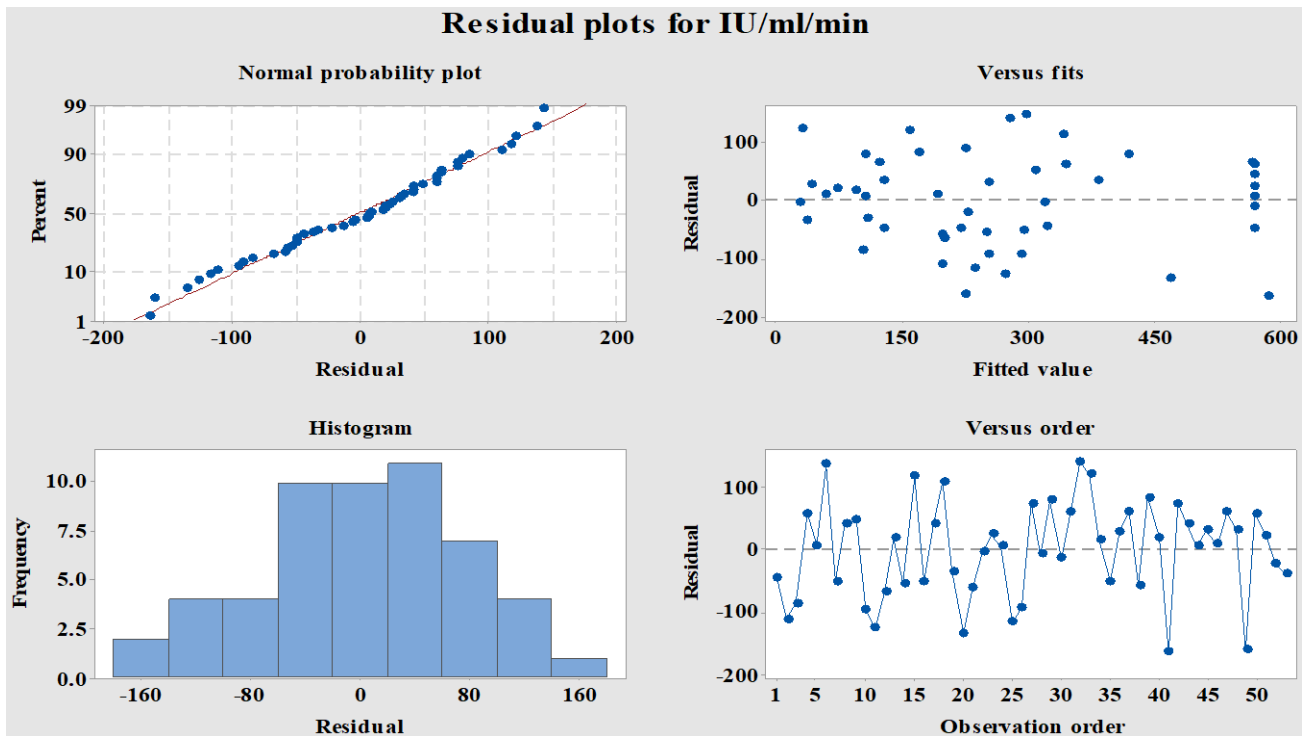 Residual plots for IU/ml/min
Normal probability plot
99
90
50
10
1
Percent
-200 -100 0 100 200
Residual
Versus fits
100
0
-100
-200
Residual
0 150 300 450 600
Fitted value
Histogram
10.0
7.5
5.0
2.5
0.0
Frequency
-160 -80 0 80 160
Residual
Versus order
100
0
-100
-200
Residual
1 5 10 15 20 25 30 35 40 45 50
Observation order